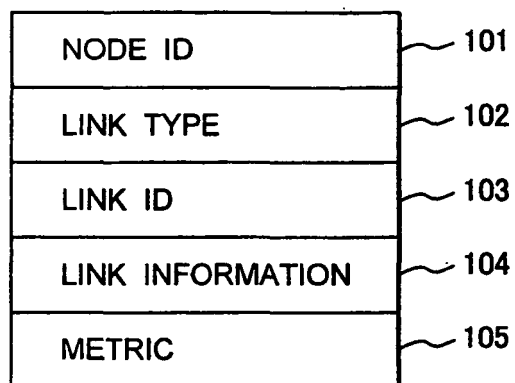 NODE ID 101
LINK TYPE 102
LINK ID 103
LINK INFORMATION 104
METRIC 105